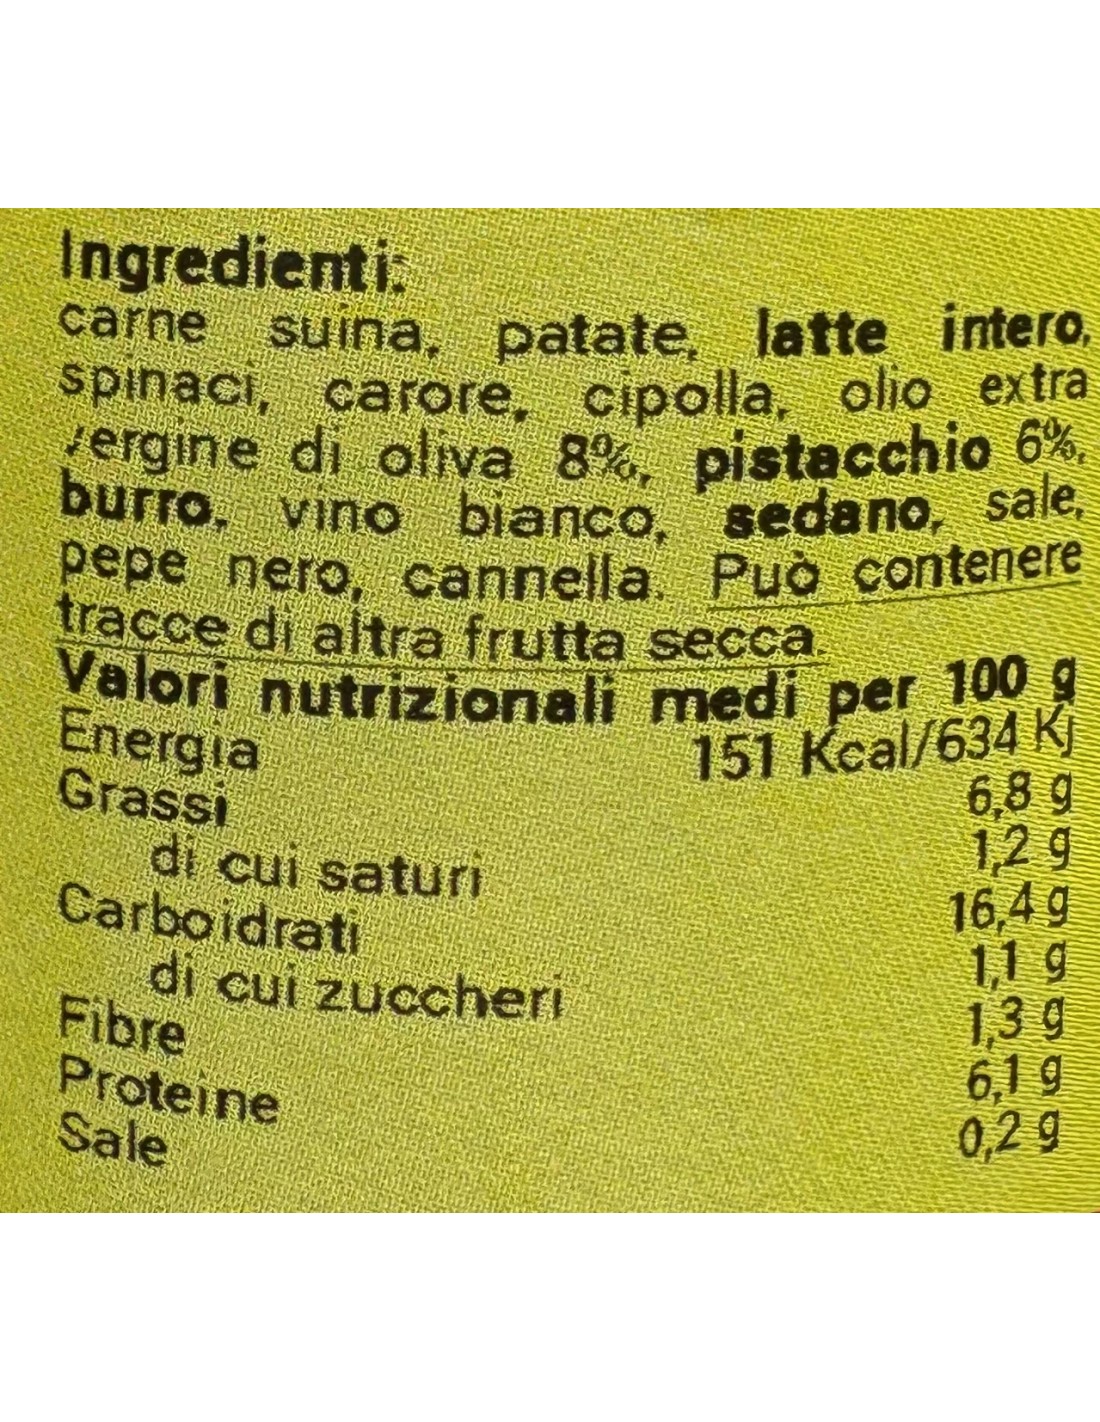 Ingredienti:
carne suina, patate, latte intero,
spinaci, carore, cipolla, olio extra
vergine di oliva 8%, pistacchio 6%,
burro, vino bianco, sedano, sale,
pepe nero, cannella. Può contenere
tracce di altra frutta secca.
Valori nutrizionali medi per 100 g
Energia 151 Kcal/634 Kj
Grassi 6,8 g
di cui saturi 1,2 g
Carboidrati 16,4 g
di cui zuccheri 1,1 g
Fibre 1,3 g
Proteine 6,1 g
Sale 0,2 g